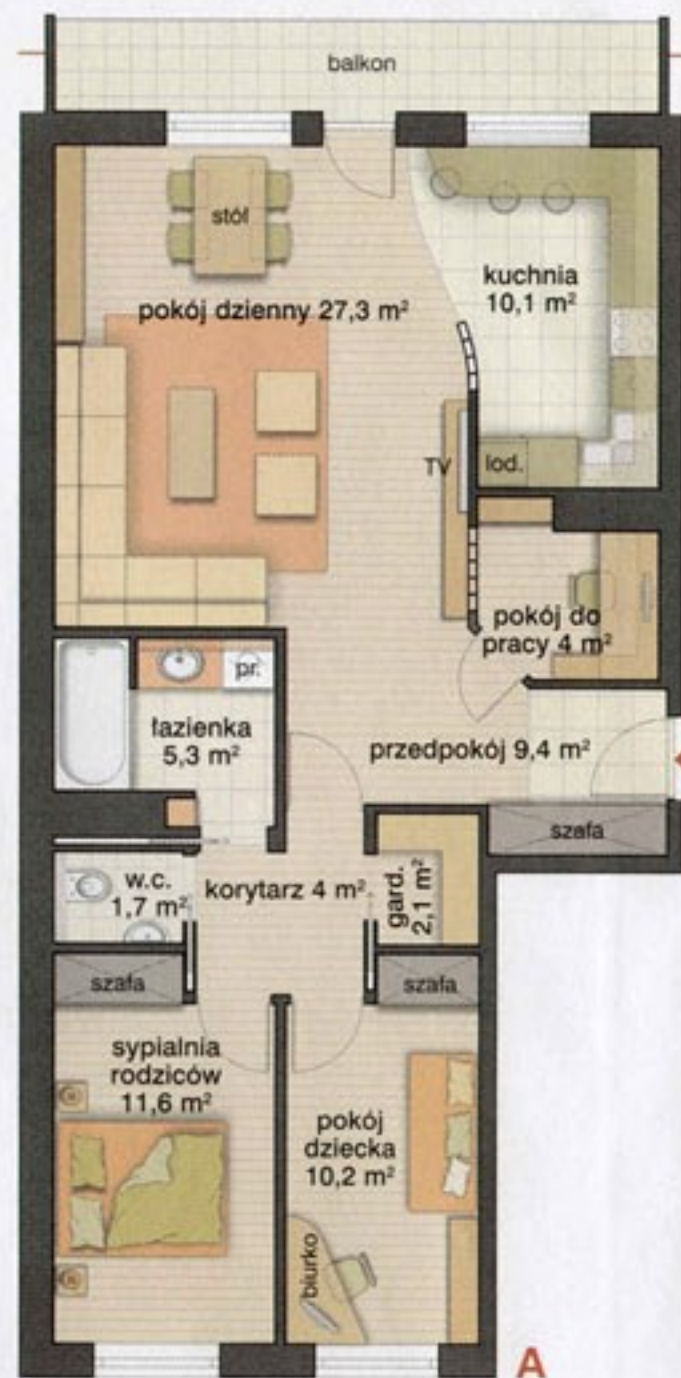 balkon
stół
kuchnia
10,1 m²
pokój dzienny 27,3 m²
TV
lod.
pokój do
pracy 4 m²
pr.
łazienka
5,3 m²
przedpokój 9,4 m²
szafa
w.c.
1,7 m²
korytarz 4 m²
gard.
2,1 m²
szafa
szafa
sypialnia
rodziców
11,6 m²
pokój
dziecka
10,2 m²
biurko
A